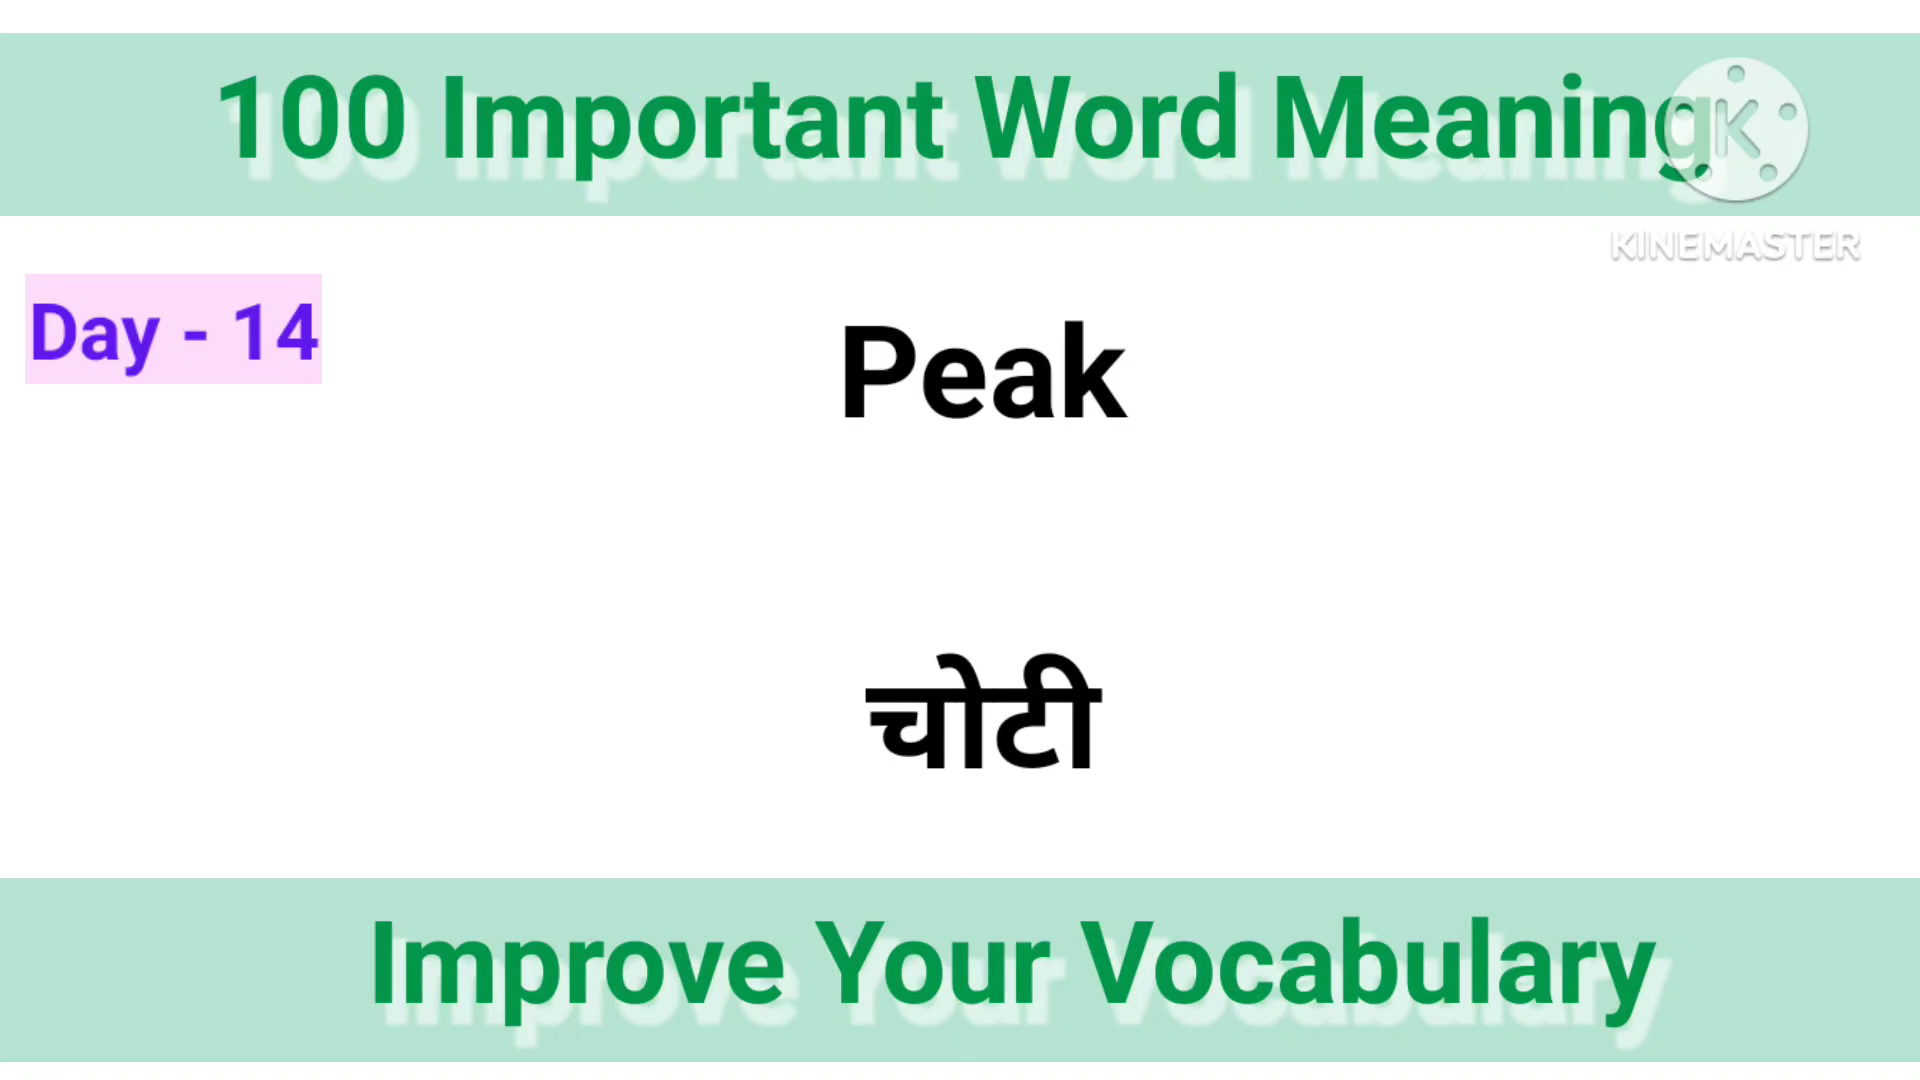 100 Important Word Meaning
KINEMASTER
Day - 14
Peak
चोटी
Improve Your Vocabulary